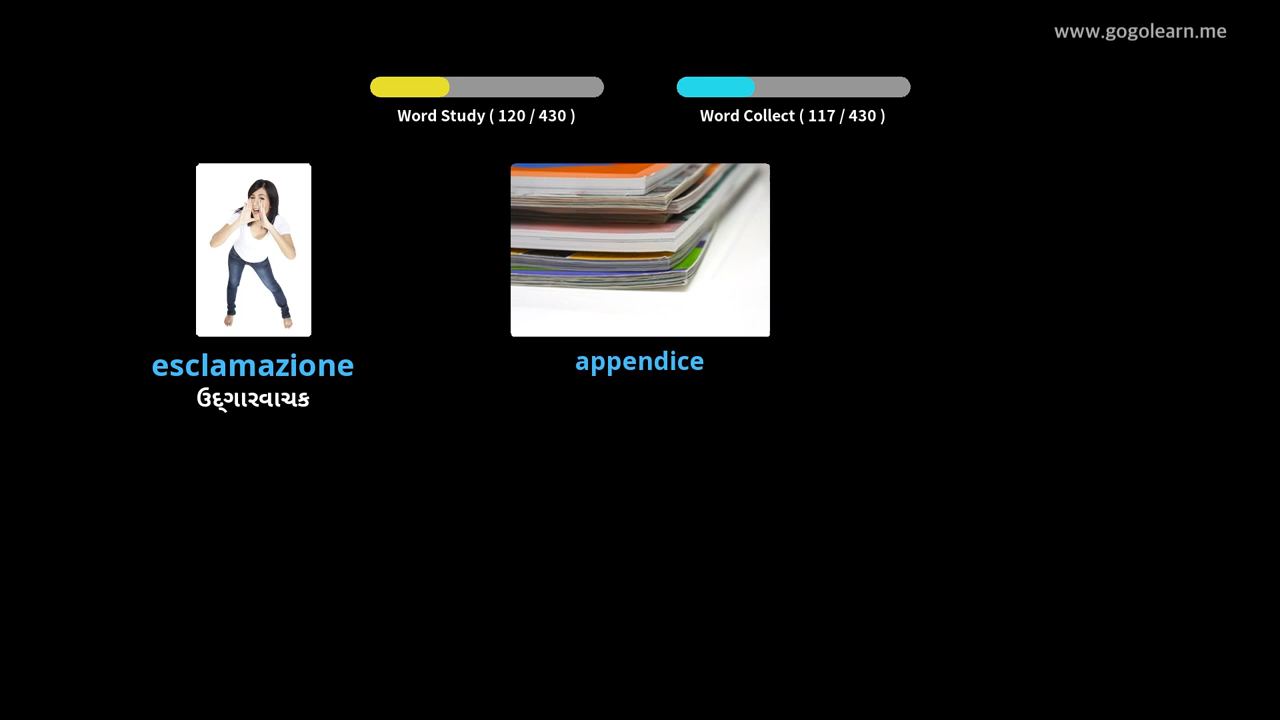 www.gogolearn.me
Word Study ( 120 / 430 )
Word Collect ( 117 / 430 )
esclamazione
ઉદ્ગારવાચક
appendice